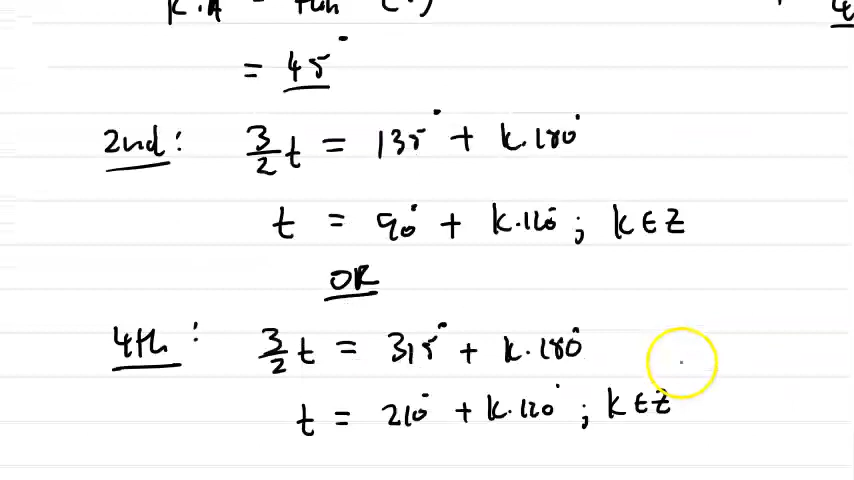 = 45°
2nd: 3/2 t = 135° + k.180°
t = 90° + k.120° ; k ∈ Z
OR
4th: 3/2 t = 315° + k.180°
t = 210° + k.120° ; k ∈ Z